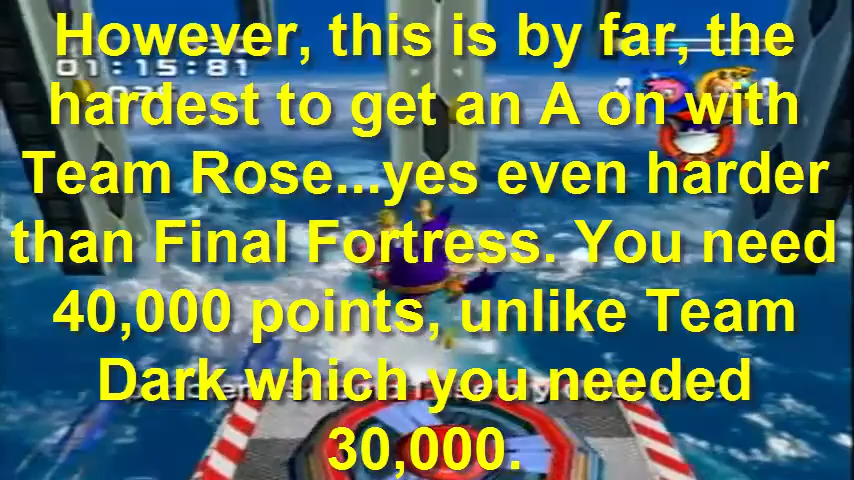 However, this is by far, the
01:15:81
hardest to get an A on with
Team Rose...yes even harder
than Final Fortress. You need
40,000 points, unlike Team
Dark which you needed
30,000.